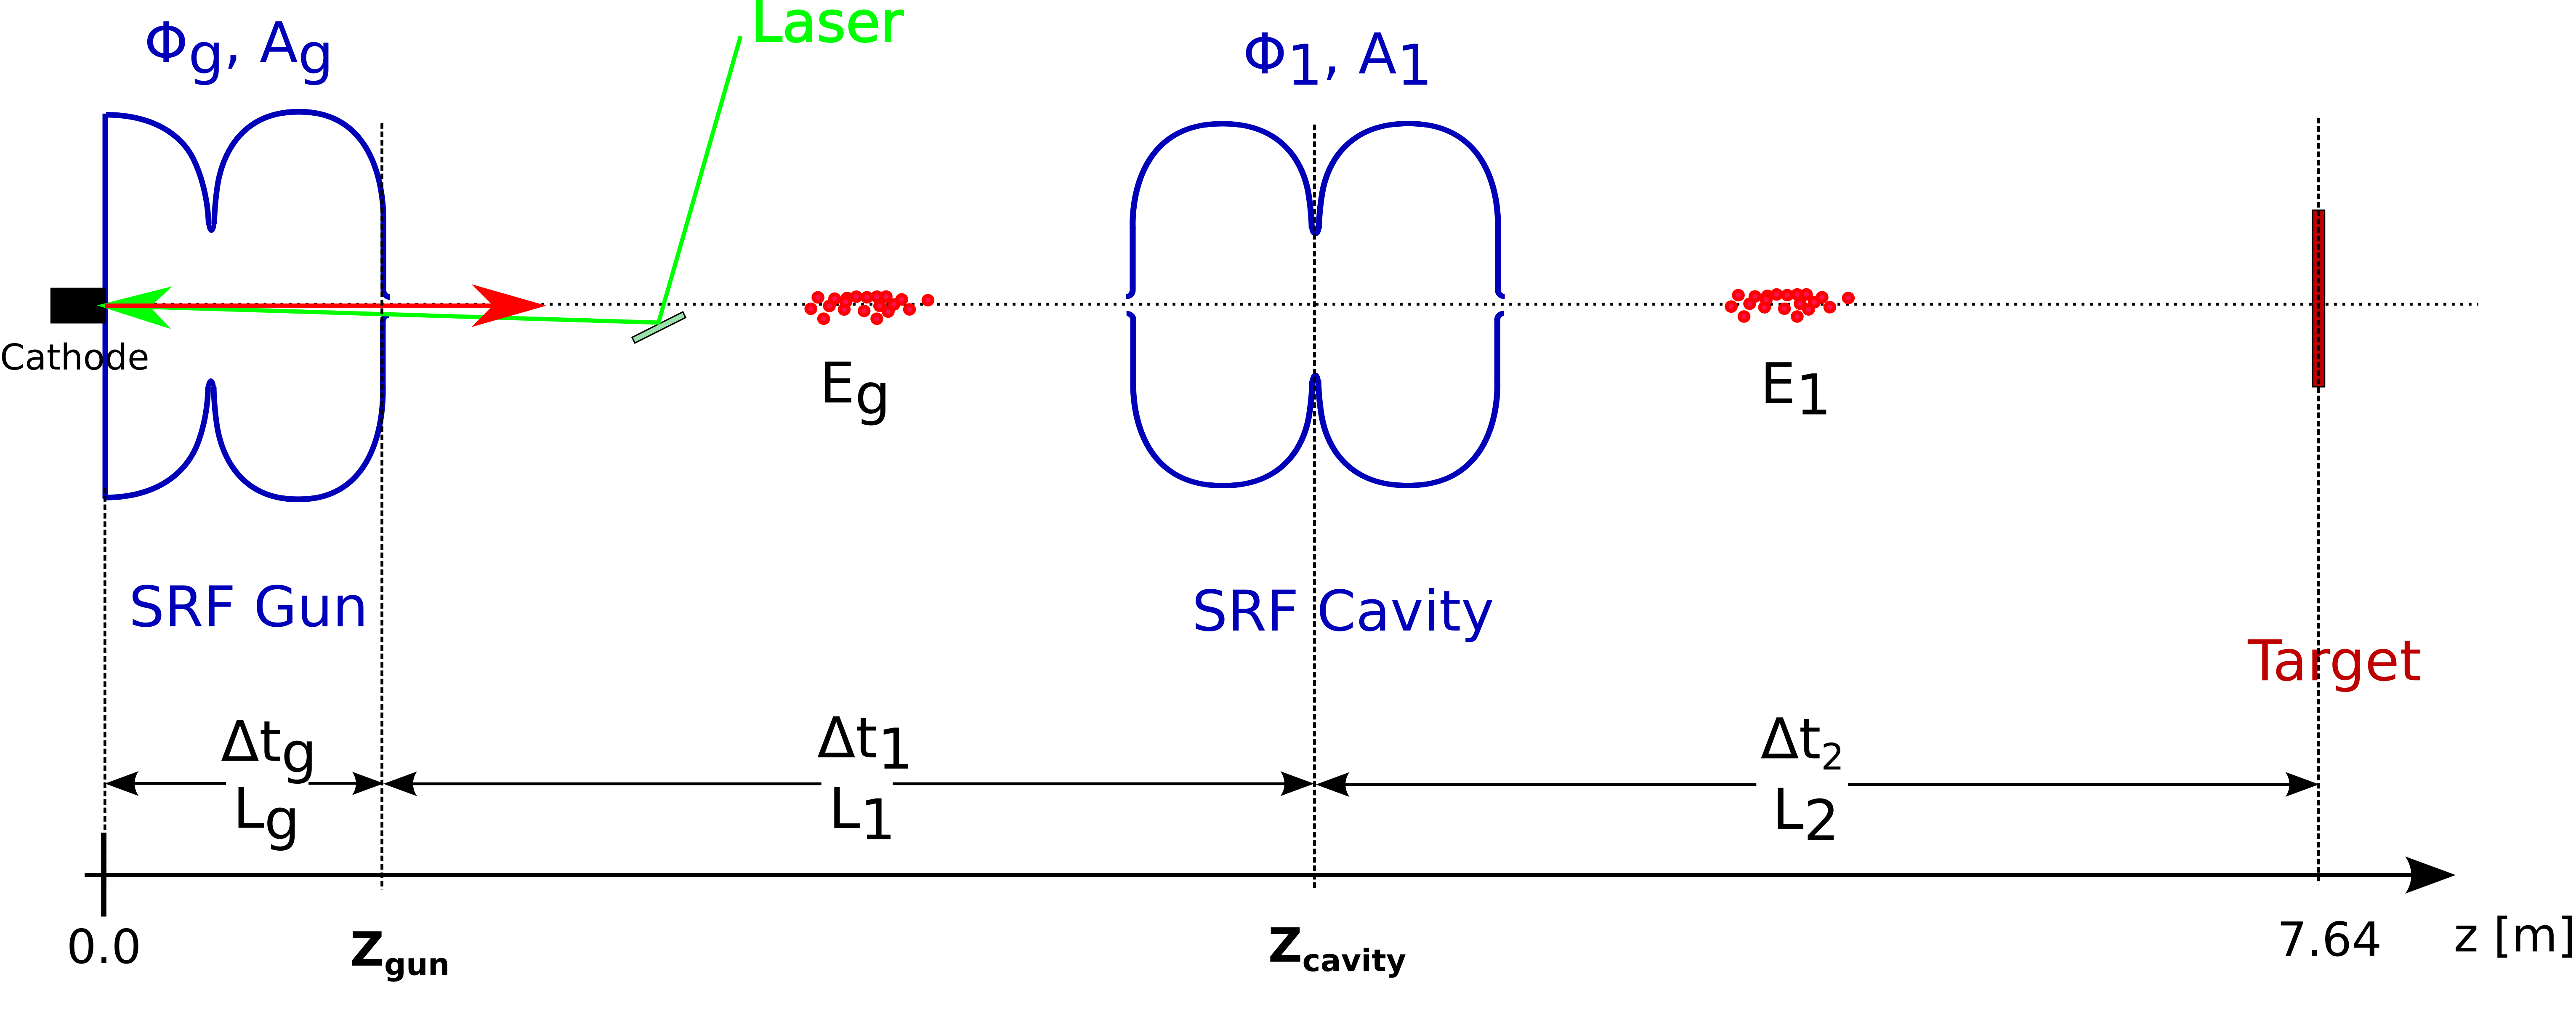 Laser
Φg, Ag
Φ1, A1
Cathode
Eg
E1
SRF Gun
SRF Cavity
Target
Δtg
Δt1
Δt2
Lg
L1
L2
0.0
Zgun
Zcavity
7.64
z [m]